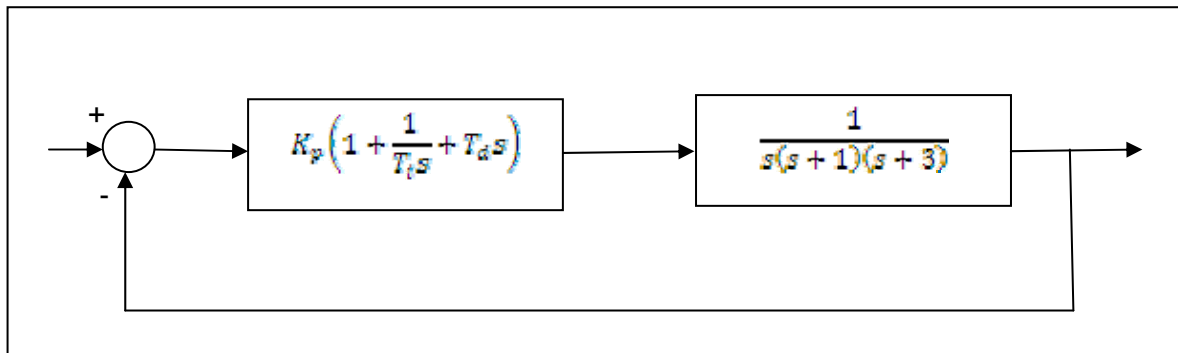 +
K_p(1 + 1/(T_i s) + T_d s)
1/(s(s + 1)(s + 3))
-